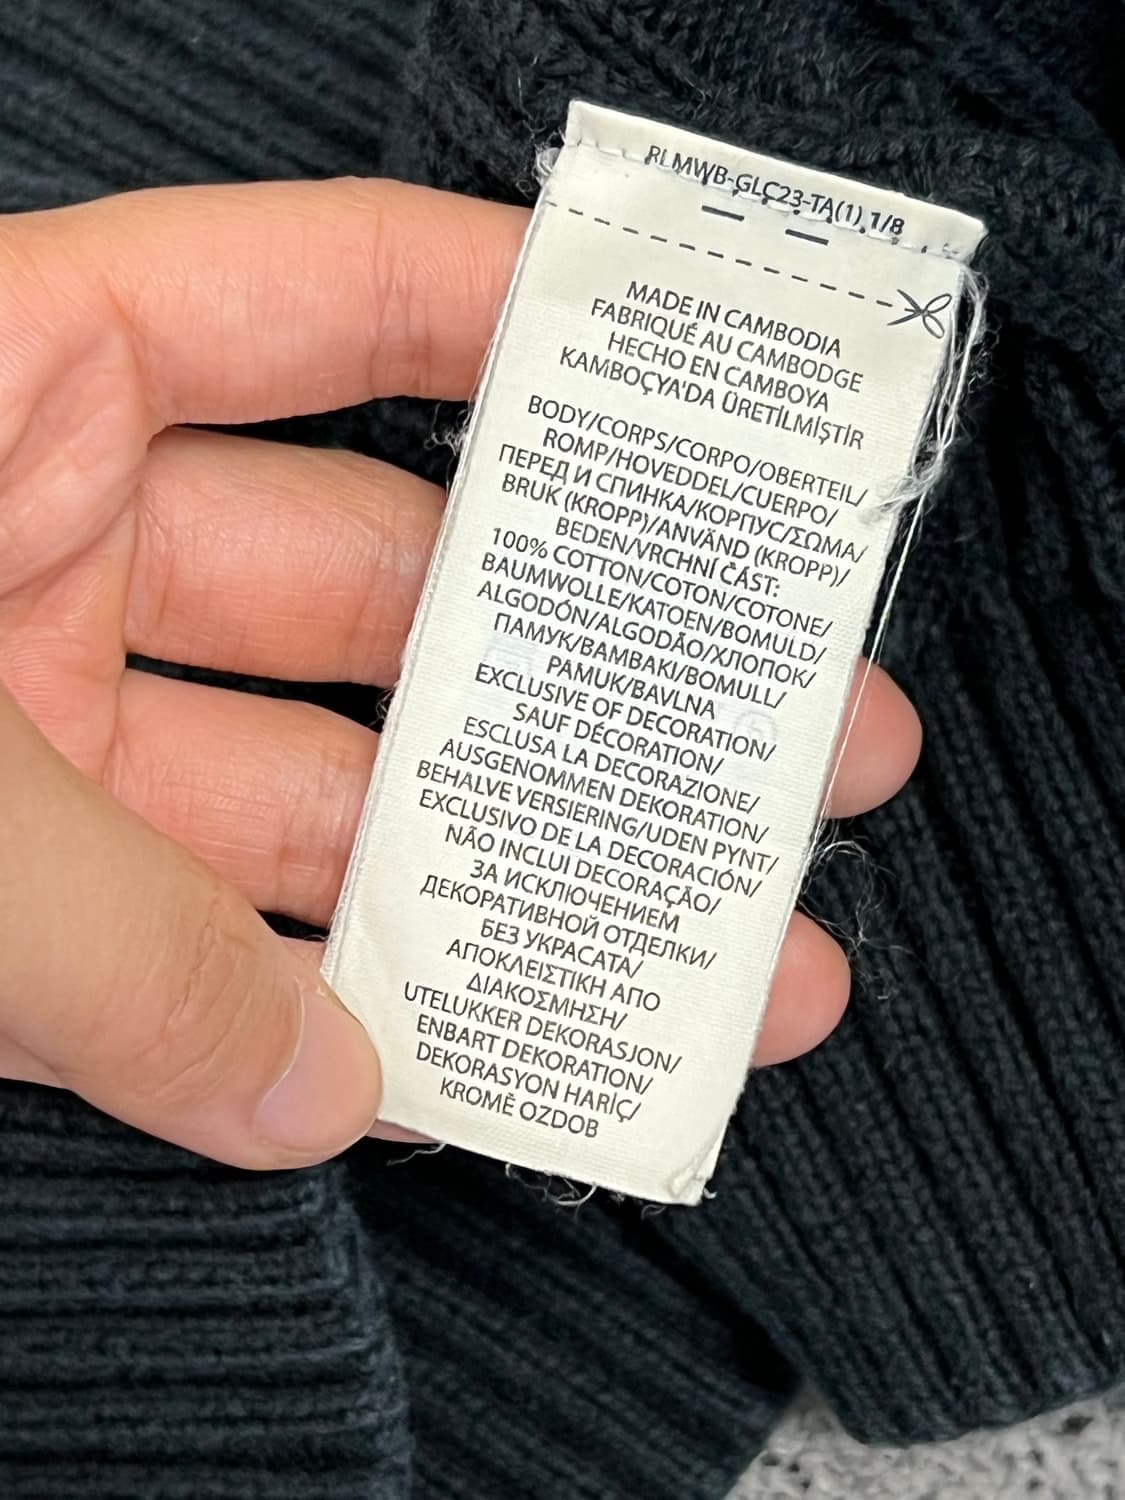 RLMWB-GLC23-TA(1) 1/8
MADE IN CAMBODIA
FABRIQUÉ AU CAMBODGE
HECHO EN CAMBOYA
KAMBOÇYA'DA ÜRETİLMİŞTİR
BODY/CORPS/CORPO/OBERTEIL/
ROMP/HOVEDDEL/CUERPO/
ПЕРЕД И СПИНКА/КОРПУС/ΣΩΜΑ/
BRUK (KROPP)/ANVÄND (KROPP)/
BEDEN/VRCHNÍ ČÁST:
100% COTTON/COTON/COTONE/
BAUMWOLLE/KATOEN/BOMULD/
ALGODÓN/ALGODÃO/ХЛОПОК/
ПАМУК/ΒΑΜΒΑΚΙ/BOMULL/
PAMUK/BAVLNA
EXCLUSIVE OF DECORATION/
SAUF DÉCORATION/
ESCLUSA LA DECORAZIONE/
AUSGENOMMEN DEKORATION/
BEHALVE VERSIERING/UDEN PYNT/
EXCLUSIVO DE LA DECORACIÓN/
NÃO INCLUI DECORAÇÃO/
ЗА ИСКЛЮЧЕНИЕМ
ДЕКОРАТИВНОЙ ОТДЕЛКИ/
БЕЗ УКРАСАТА/
ΑΠΟΚΛΕΙΣΤΙΚΗ ΑΠΟ
ΔΙΑΚΟΣΜΗΣΗ/
UTELUKKER DEKORASJON/
ENBART DEKORATION/
DEKORASYON HARİÇ/
KROMĚ OZDOB